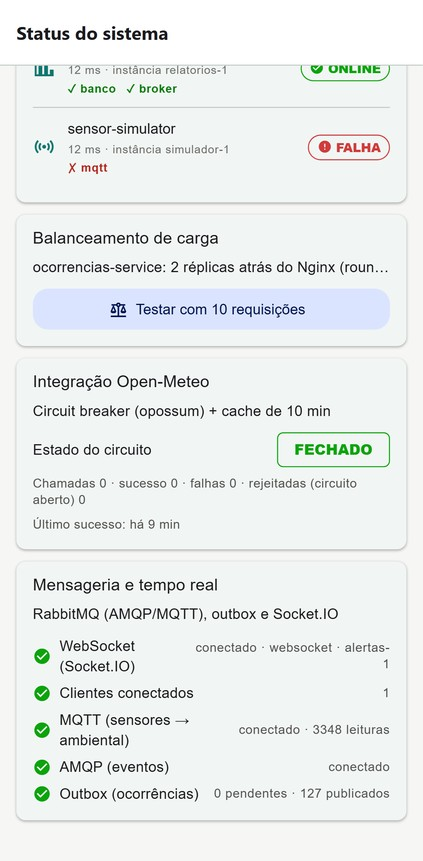 Status do sistema
12 ms · instância relatorios-1
ONLINE
✓ banco ✓ broker
sensor-simulator
12 ms · instância simulador-1
FALHA
✗ mqtt
Balanceamento de carga
ocorrencias-service: 2 réplicas atrás do Nginx (roun…
Testar com 10 requisições
Integração Open-Meteo
Circuit breaker (opossum) + cache de 10 min
Estado do circuito
FECHADO
Chamadas 0 · sucesso 0 · falhas 0 · rejeitadas (circuito
aberto) 0
Último sucesso: há 9 min
Mensageria e tempo real
RabbitMQ (AMQP/MQTT), outbox e Socket.IO
WebSocket
(Socket.IO)
conectado · websocket · alertas-
1
Clientes conectados
1
MQTT (sensores →
ambiental)
conectado · 3348 leituras
AMQP (eventos)
conectado
Outbox (ocorrências)
0 pendentes · 127 publicados